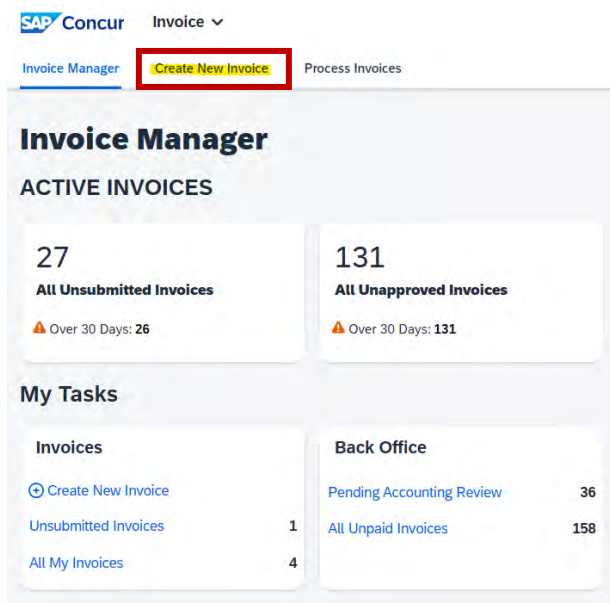 SAP Concur Invoice
Invoice Manager Create New Invoice Process Invoices
Invoice Manager
ACTIVE INVOICES
27
All Unsubmitted Invoices
Over 30 Days: 26
131
All Unapproved Invoices
Over 30 Days: 131
My Tasks
Invoices
Create New Invoice
Unsubmitted Invoices 1
All My Invoices 4
Back Office
Pending Accounting Review 36
All Unpaid Invoices 158